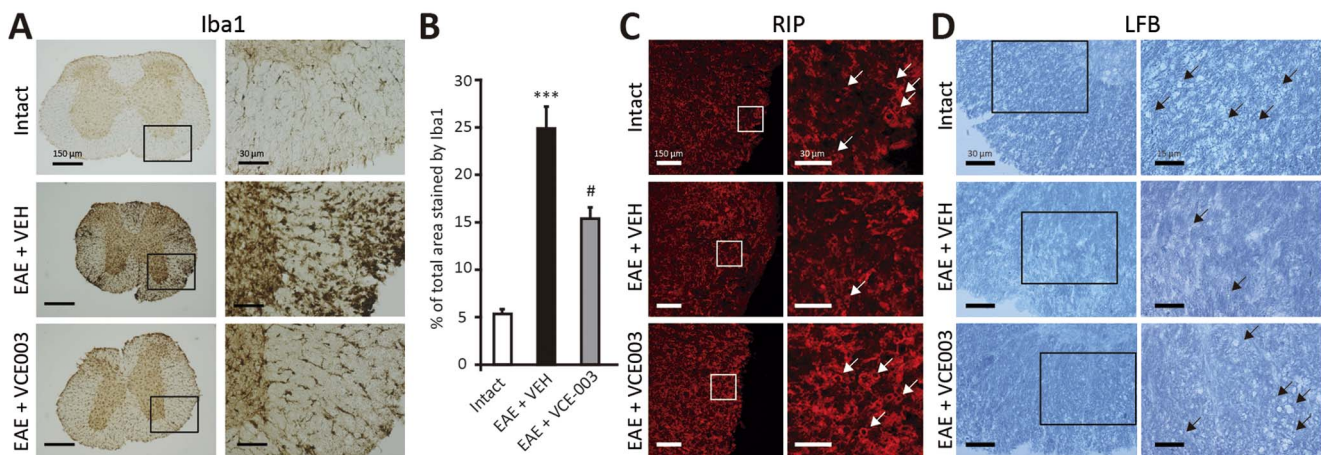 A
Iba1
Intact
150 µm
30 µm
EAE + VEH
EAE + VCE003
B
% of total area stained by Iba1
30
25
20
15
10
5
0
***
#
Intact
EAE + VEH
EAE + VCE-003
C
RIP
Intact
150 µm
30 µm
EAE + VEH
EAE + VCE003
D
LFB
Intact
30 µm
15 µm
EAE + VEH
EAE + VCE003